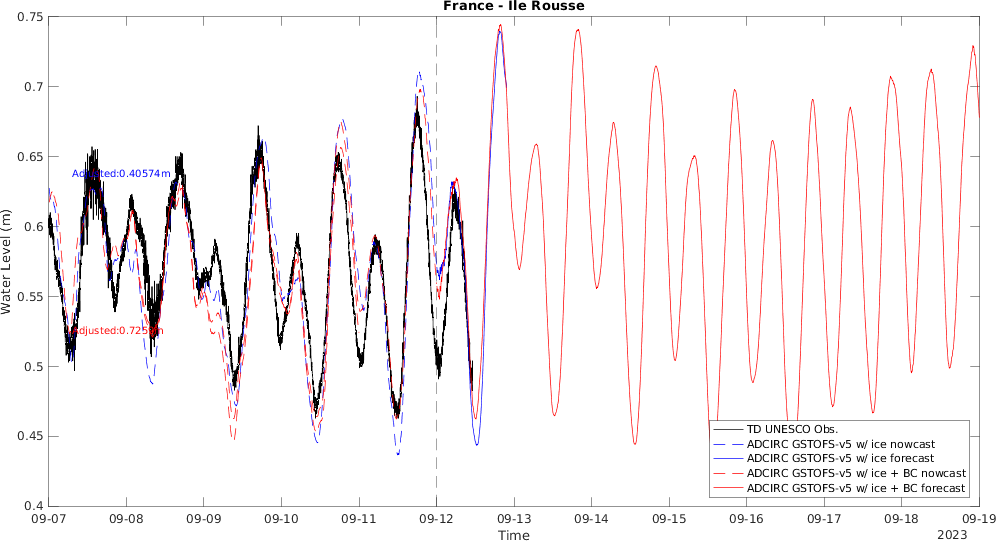 France - Ile Rousse
Water Level (m)
0.75
0.7
0.65
0.6
0.55
0.5
0.45
0.4
Adjusted:0.40574m
TD UNESCO Obs.
ADCIRC GSTOFS-v5 w/ ice nowcast
ADCIRC GSTOFS-v5 w/ ice forecast
ADCIRC GSTOFS-v5 w/ ice + BC nowcast
ADCIRC GSTOFS-v5 w/ ice + BC forecast
09-07
09-08
09-09
09-10
09-11
09-12
09-13
09-14
09-15
09-16
09-17
09-18
09-19
Time
2023